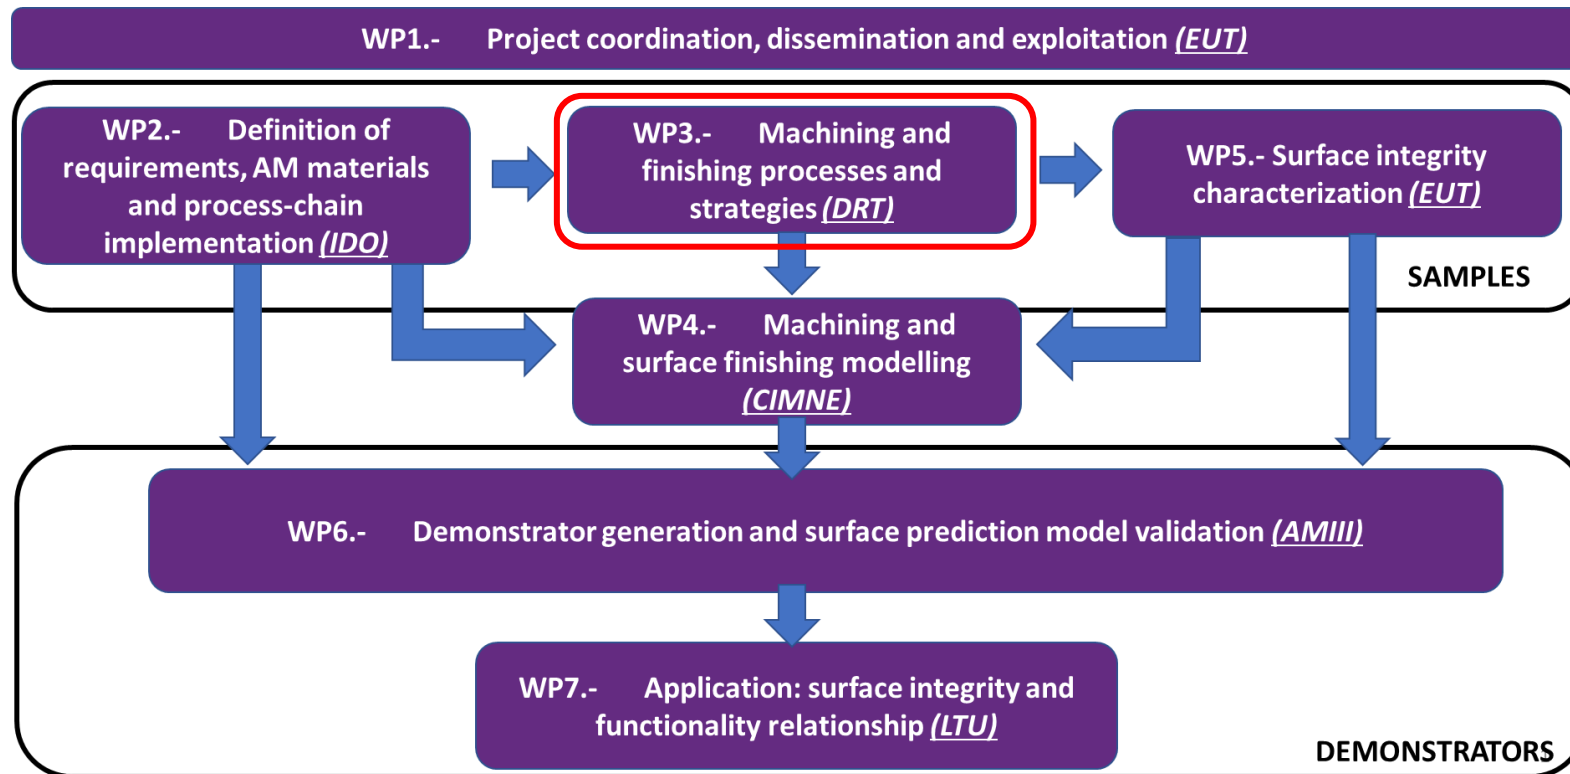 WP1.- Project coordination, dissemination and exploitation (EUT)
WP2.- Definition of
requirements, AM materials
and process-chain
implementation (IDO)
WP3.- Machining and
finishing processes and
strategies (DRT)
WP5.- Surface integrity
characterization (EUT)
SAMPLES
WP4.- Machining and
surface finishing modelling
(CIMNE)
WP6.- Demonstrator generation and surface prediction model validation (AMIII)
WP7.- Application: surface integrity and
functionality relationship (LTU)
DEMONSTRATORS